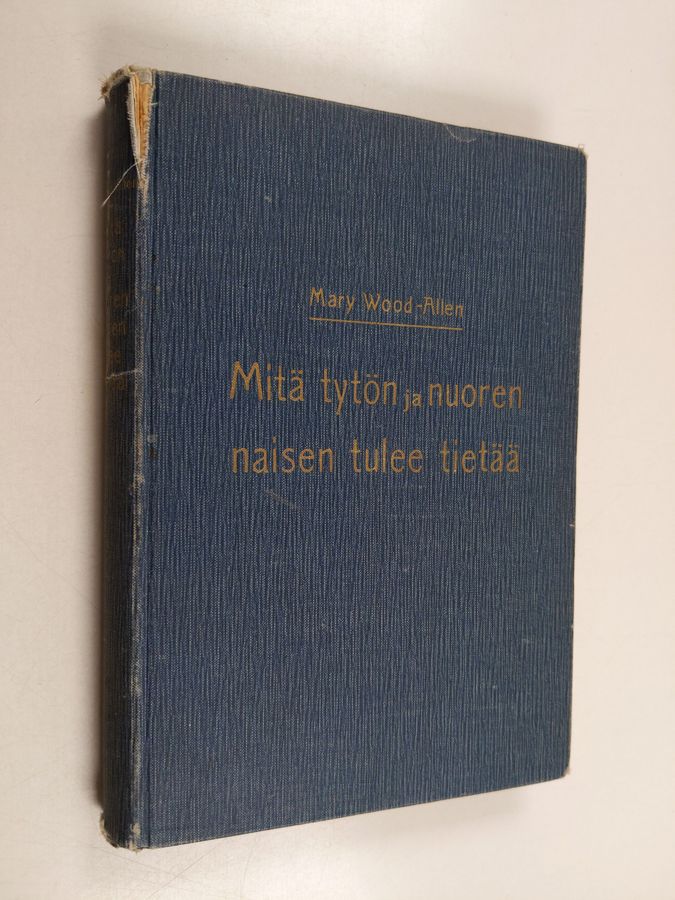 Mary Wood-Allen
Mitä tytön ja nuoren
naisen tulee tietää